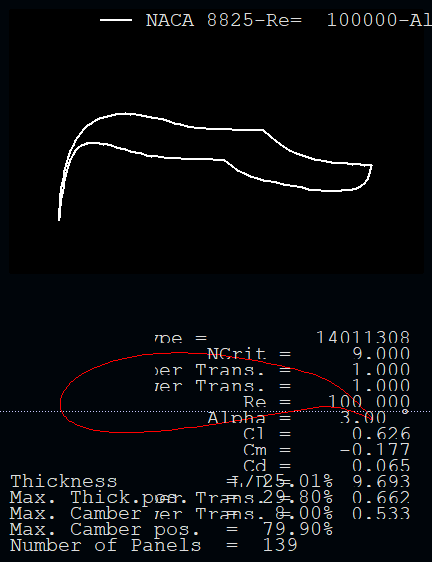 NACA 8825-Re= 100000-Al
ype = 14011308
NCrit = 9.000
per Trans. = 1.000
wer Trans. = 1.000
Re = 100 000
Alpha = 3.00 °
Cl = 0.626
Cm = -0.177
Cd = 0.065
L/D = 9.693
per Trans. = 0.662
wer Trans. = 0.533
Thickness = 25.01%
Max. Thick.pos. = 29.80%
Max. Camber = 8.00%
Max. Camber pos. = 79.90%
Number of Panels = 139